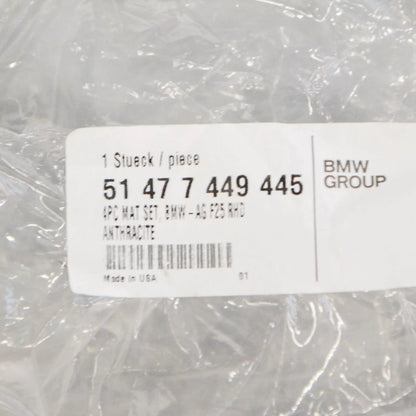 1 Stueck / piece
51 47 7 449 445
4PC MAT SET, BMW-AG F25 RHD
ANTHRACITE
Made in USA 01
BMW
GROUP